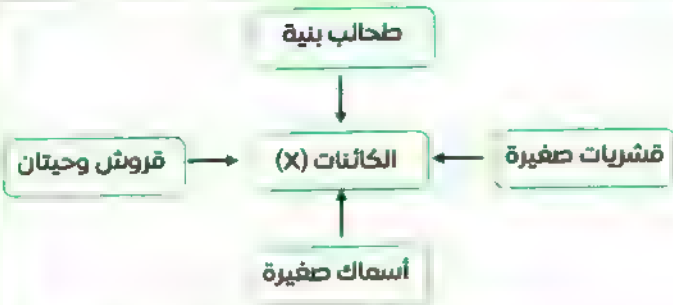 طحالب بنية
قشريات صغيرة
الكائنات (X)
قروش وحيتان
أسماك صغيرة